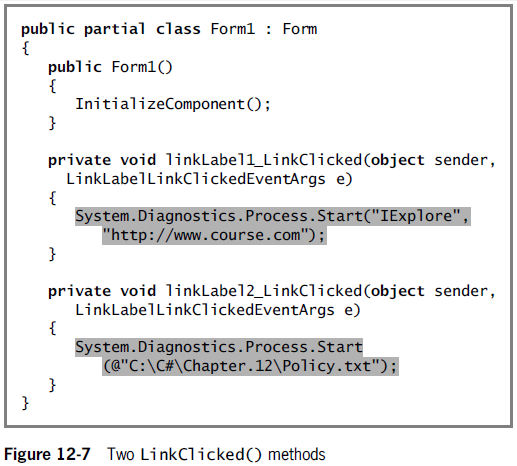 public partial class Form1 : Form
{
   public Form1()
   {
      InitializeComponent();
   }

   private void linkLabel1_LinkClicked(object sender,
     LinkLabelLinkClickedEventArgs e)
   {
      System.Diagnostics.Process.Start("IExplore",
         "http://www.course.com");
   }

   private void linkLabel2_LinkClicked(object sender,
      LinkLabelLinkClickedEventArgs e)
   {
      System.Diagnostics.Process.Start
         (@"C:\C#\Chapter.12\Policy.txt");
   }
}
Figure 12-7 Two LinkClicked() methods